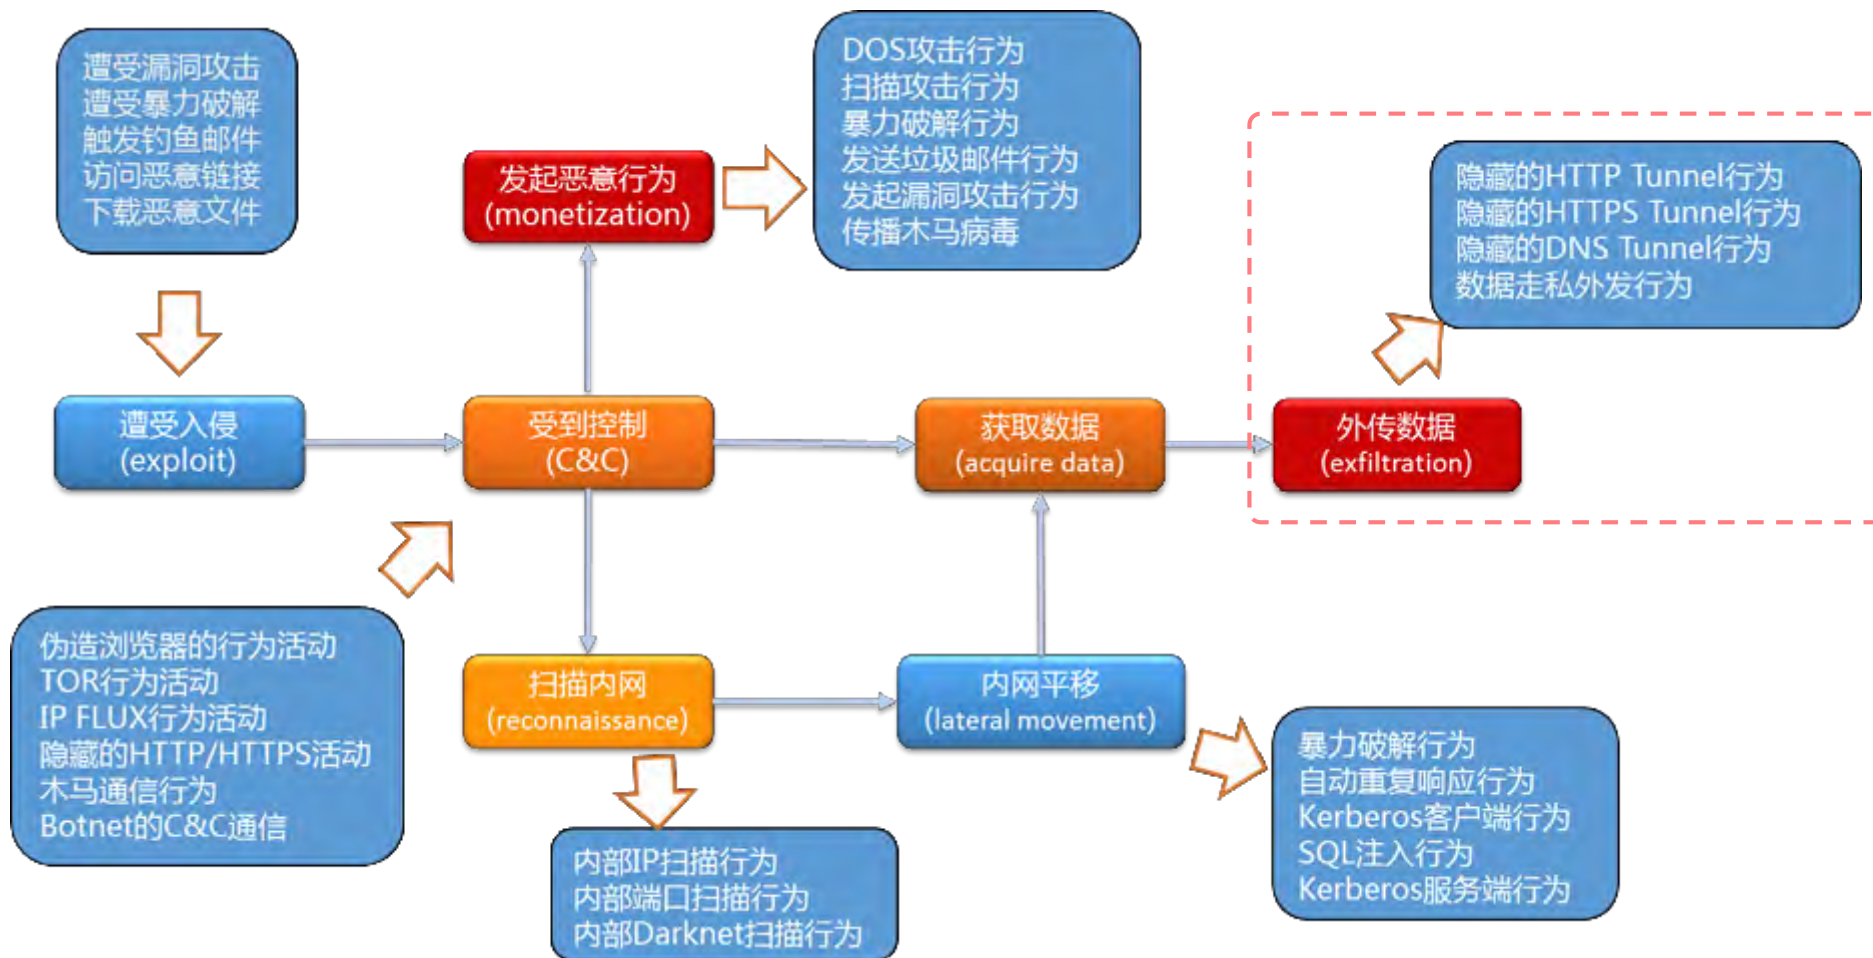 遭受漏洞攻击
遭受暴力破解
触发钓鱼邮件
访问恶意链接
下载恶意文件
DOS攻击行为
扫描攻击行为
暴力破解行为
发送垃圾邮件行为
发起漏洞攻击行为
传播木马病毒
发起恶意行为
(monetization)
隐藏的HTTP Tunnel行为
隐藏的HTTPS Tunnel行为
隐藏的DNS Tunnel行为
数据走私外发行为
遭受入侵
(exploit)
受到控制
(C&C)
获取数据
(acquire data)
外传数据
(exfiltration)
伪造浏览器的行为活动
TOR行为活动
IP FLUX行为活动
隐藏的HTTP/HTTPS活动
木马通信行为
Botnet的C&C通信
扫描内网
(reconnaissance)
内网平移
(lateral movement)
内部IP扫描行为
内部端口扫描行为
内部Darknet扫描行为
暴力破解行为
自动重复响应行为
Kerberos客户端行为
SQL注入行为
Kerberos服务端行为